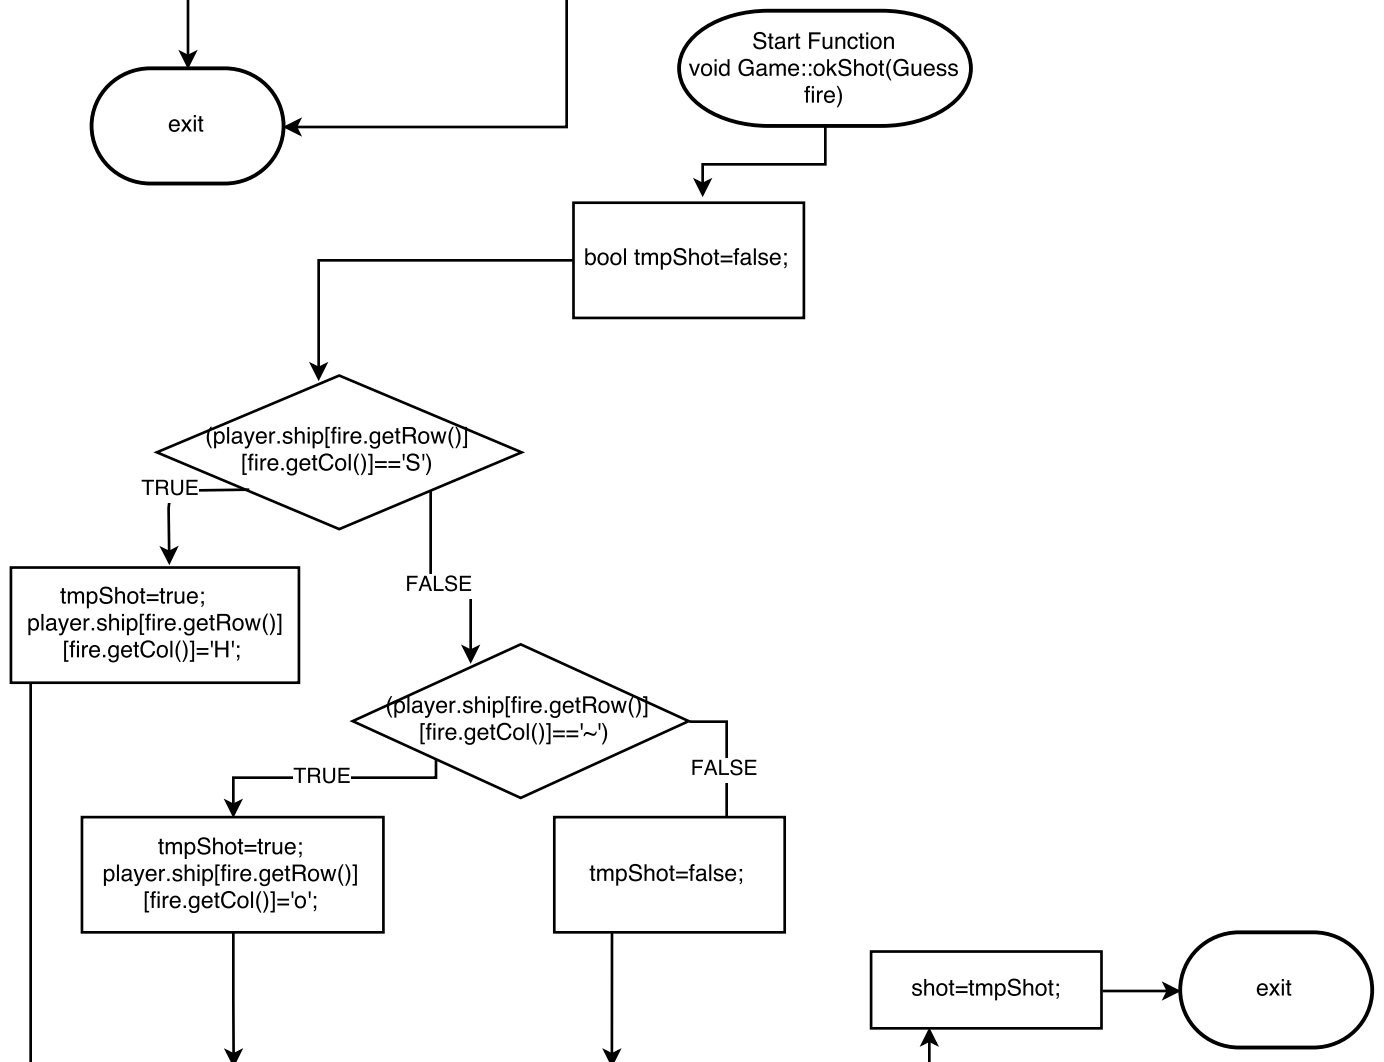 exit
Start Function
void Game::okShot(Guess
fire)
bool tmpShot=false;
(player.ship[fire.getRow()]
[fire.getCol()]=='S')
TRUE
FALSE
tmpShot=true;
player.ship[fire.getRow()]
[fire.getCol()]='H';
(player.ship[fire.getRow()]
[fire.getCol()]=='~')
TRUE
FALSE
tmpShot=true;
player.ship[fire.getRow()]
[fire.getCol()]='o';
tmpShot=false;
shot=tmpShot;
exit